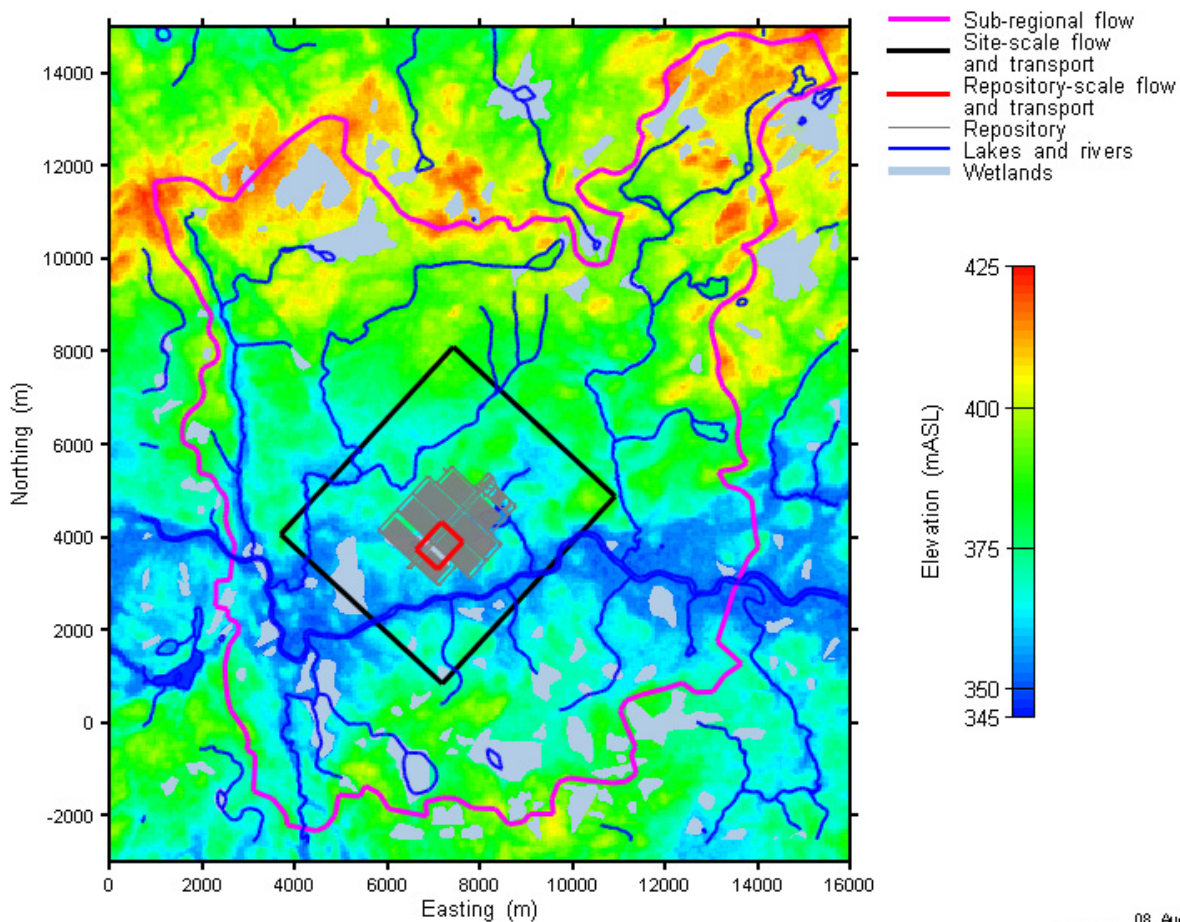 Sub-regional flow
Site-scale flow
and transport
Repository-scale flow
and transport
Repository
Lakes and rivers
Wetlands
14000
12000
10000
8000
6000
4000
2000
0
-2000
Northing (m)
0 2000 4000 6000 8000 10000 12000 14000 16000
Easting (m)
425
400
375
350
345
Elevation (mASL)
08 Au